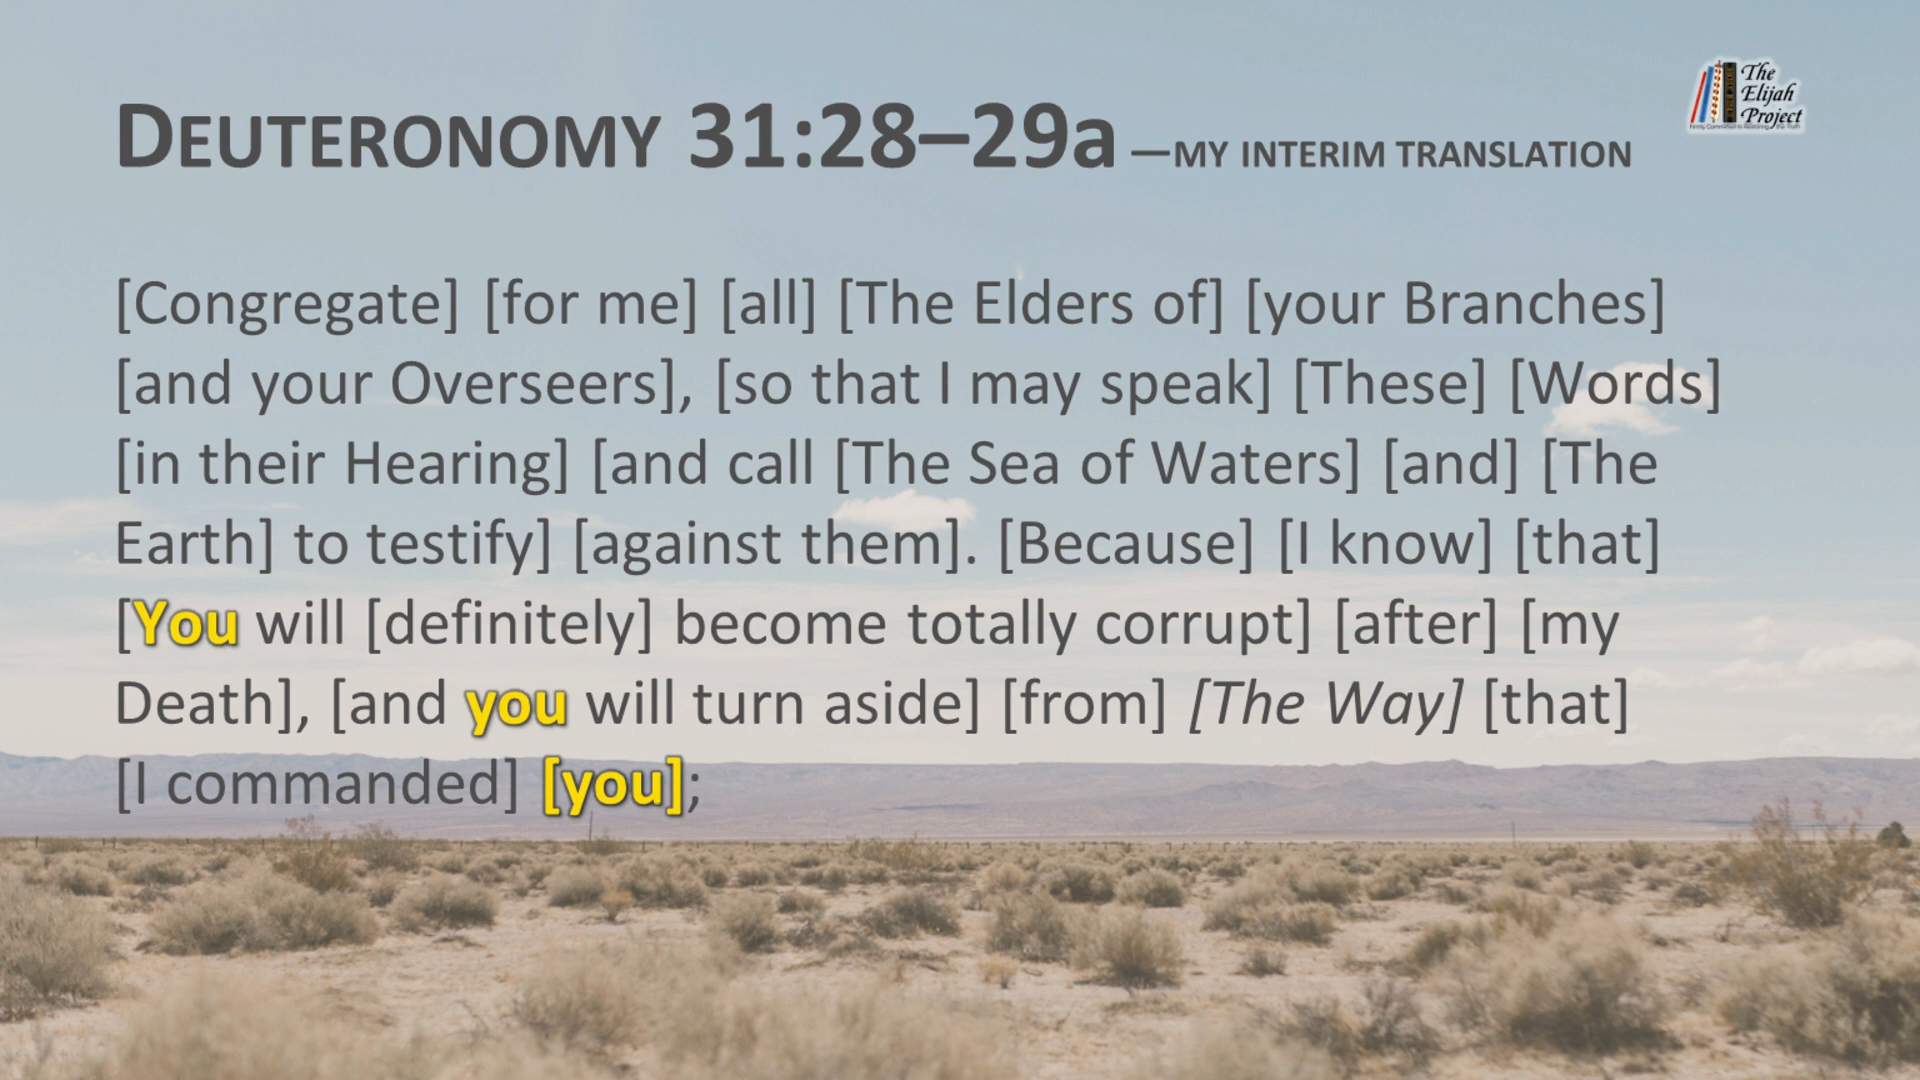 DEUTERONOMY 31:28–29a —MY INTERIM TRANSLATION
The
Elijah
Project
[Congregate] [for me] [all] [The Elders of] [your Branches]
[and your Overseers], [so that I may speak] [These] [Words]
[in their Hearing] [and call [The Sea of Waters] [and] [The
Earth] to testify] [against them]. [Because] [I know] [that]
[You will [definitely] become totally corrupt] [after] [my
Death], [and you will turn aside] [from] [The Way] [that]
[I commanded] [you];